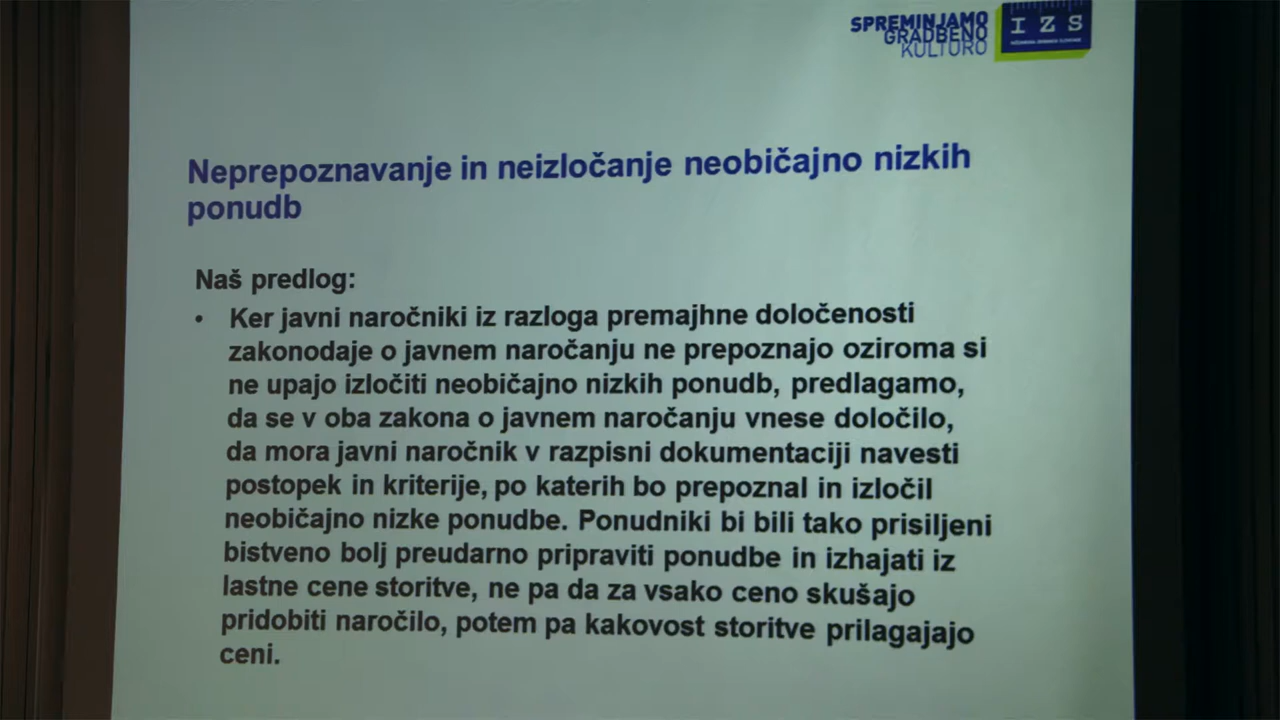 SPREMINJAMO
GRADBENO
KULTURO
IZS
Neprepoznavanje in neizločanje neobičajno nizkih
ponudb
Naš predlog:
• Ker javni naročniki iz razloga premajhne določenosti
zakonodaje o javnem naročanju ne prepoznajo oziroma si
ne upajo izločiti neobičajno nizkih ponudb, predlagamo,
da se v oba zakona o javnem naročanju vnese določilo,
da mora javni naročnik v razpisni dokumentaciji navesti
postopek in kriterije, po katerih bo prepoznal in izločil
neobičajno nizke ponudbe. Ponudniki bi bili tako prisiljeni
bistveno bolj preudarno pripraviti ponudbe in izhajati iz
lastne cene storitve, ne pa da za vsako ceno skušajo
pridobiti naročilo, potem pa kakovost storitve prilagajajo
ceni.